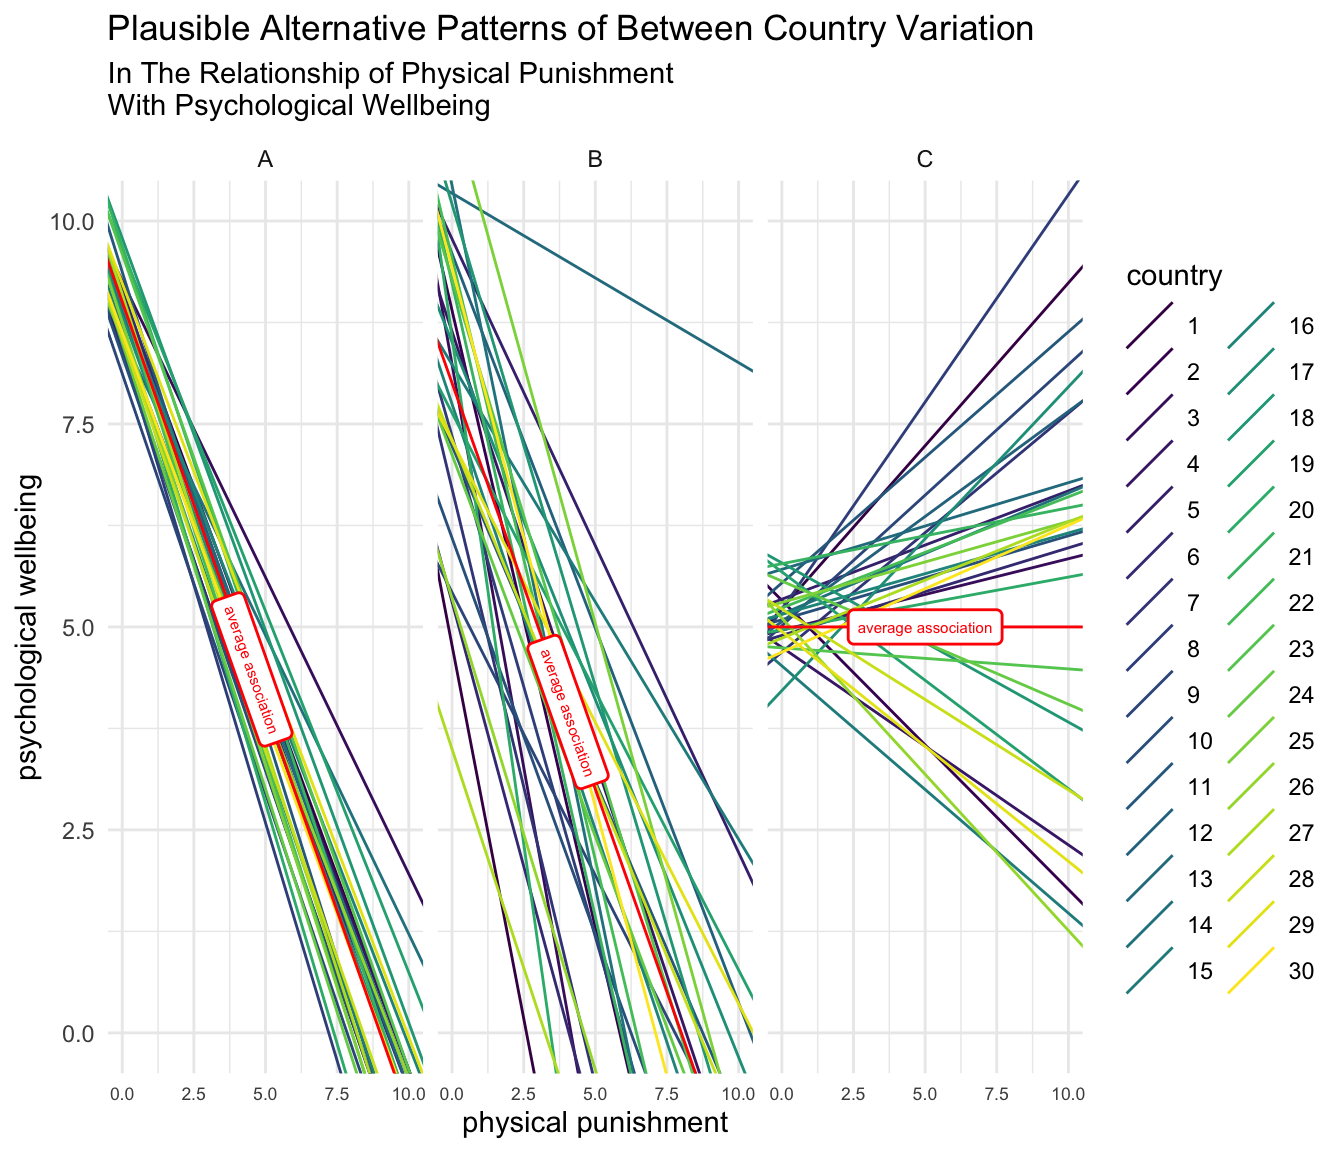 Plausible Alternative Patterns of Between Country Variation
In The Relationship of Physical Punishment
With Psychological Wellbeing
A
B
C
psychological wellbeing
10.0
7.5
5.0
2.5
0.0
average association
average association
average association
0.0 2.5 5.0 7.5 10.0
0.0 2.5 5.0 7.5 10.0
0.0 2.5 5.0 7.5 10.0
physical punishment
country
1
2
3
4
5
6
7
8
9
10
11
12
13
14
15
16
17
18
19
20
21
22
23
24
25
26
27
28
29
30